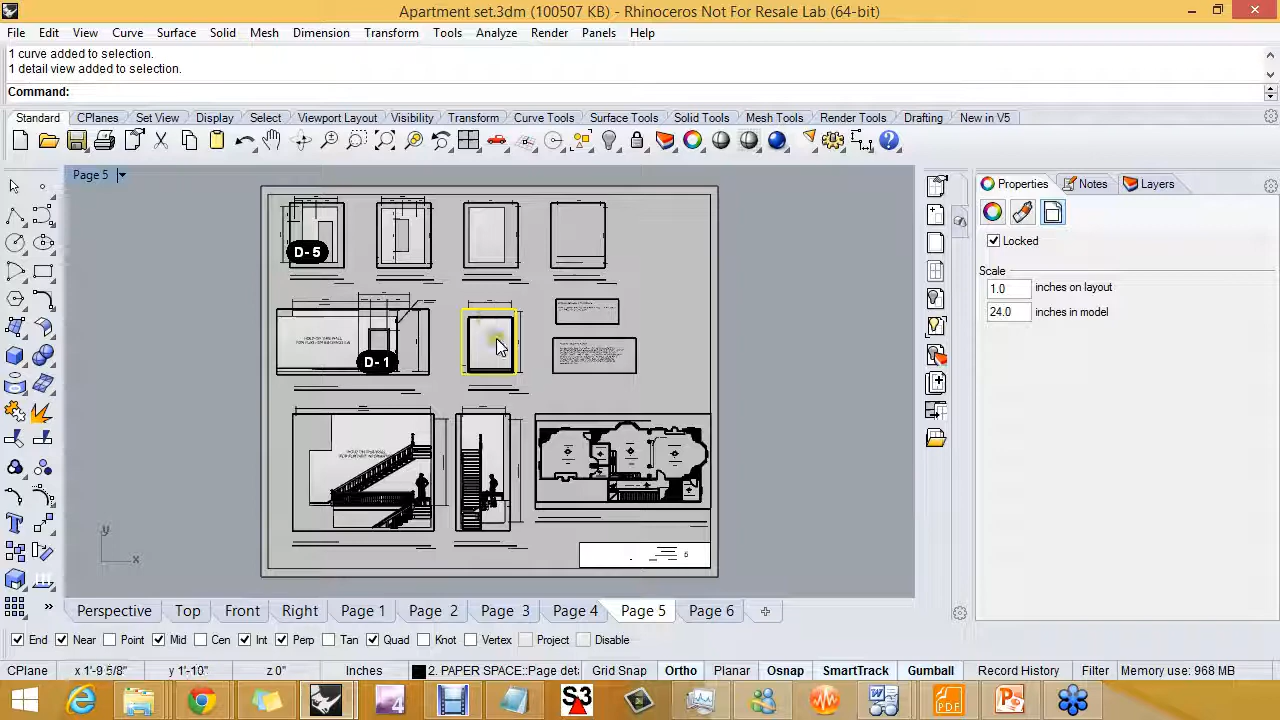 Apartment set.3dm (100507 KB) - Rhinoceros Not For Resale Lab (64-bit)
File Edit View Curve Surface Solid Mesh Dimension Transform Tools Analyze Render Panels Help
1 curve added to selection.
1 detail view added to selection.
Command:
Standard CPlanes Set View Display Select Viewport Layout Visibility Transform Curve Tools Surface Tools Solid Tools Mesh Tools Render Tools Drafting New in V5
Page 5
Properties Notes Layers
Locked
Scale
1.0 inches on layout
24.0 inches in model
D-5
D-1
5
y
x
Perspective Top Front Right Page 1 Page 2 Page 3 Page 4 Page 5 Page 6
End Near Point Mid Cen Int Perp Tan Quad Knot Vertex Project Disable
CPlane x 1'-9 5/8" y 1'-10" z 0" Inches 2. PAPER SPACE::Page det Grid Snap Ortho Planar Osnap SmartTrack Gumball Record History Filter Memory use: 968 MB
4 S3 PDF